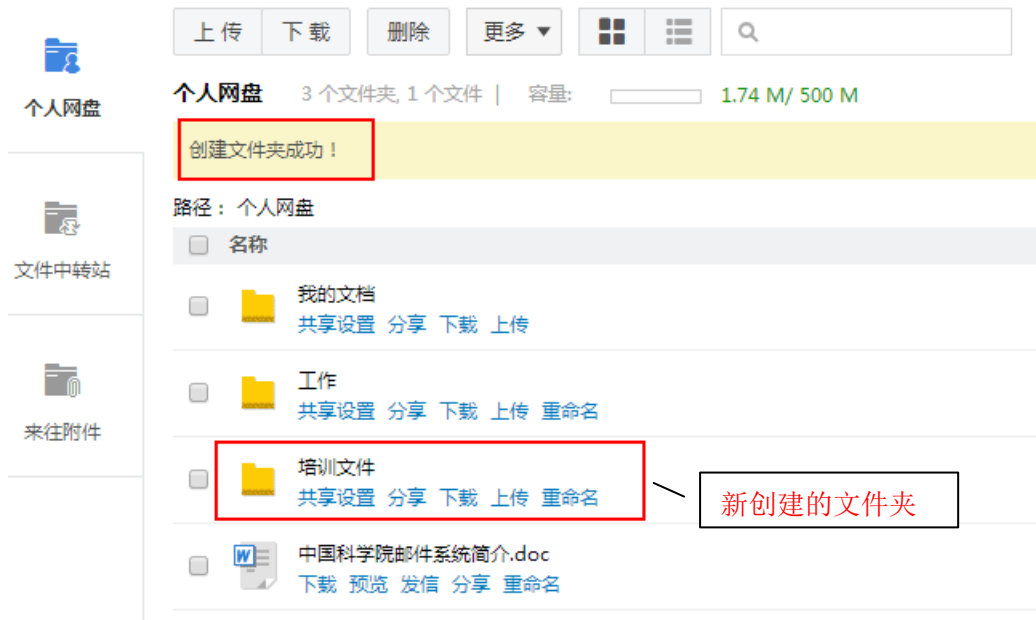 上传 下载 删除 更多
个人网盘
个人网盘 3 个文件夹, 1 个文件 | 容量: 1.74 M/ 500 M
创建文件夹成功！
路径： 个人网盘
名称
文件中转站
我的文档
共享设置 分享 下载 上传
工作
共享设置 分享 下载 上传 重命名
来往附件
培训文件
共享设置 分享 下载 上传 重命名
新创建的文件夹
W
中国科学院邮件系统简介.doc
下载 预览 发信 分享 重命名